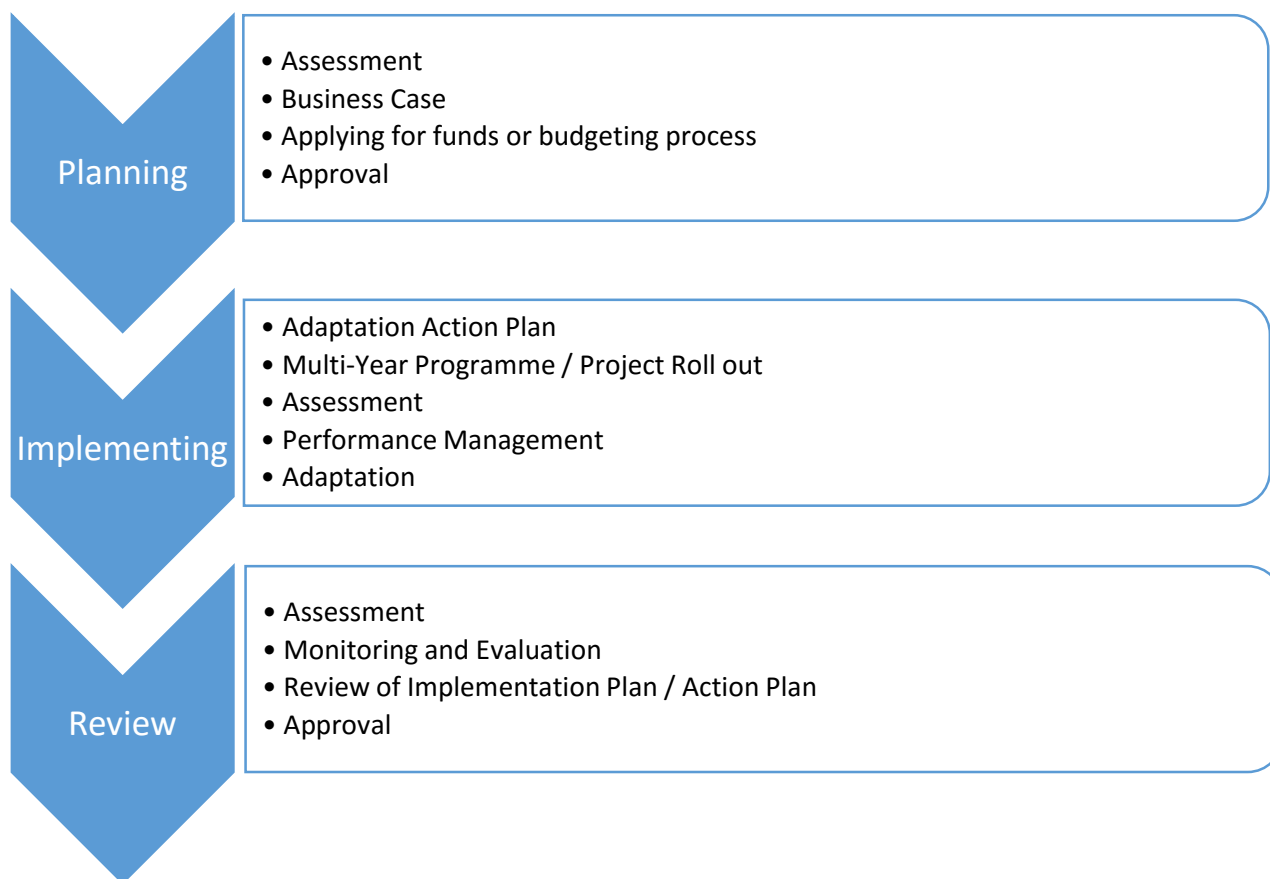 Planning
• Assessment
• Business Case
• Applying for funds or budgeting process
• Approval
Implementing
• Adaptation Action Plan
• Multi-Year Programme / Project Roll out
• Assessment
• Performance Management
• Adaptation
Review
• Assessment
• Monitoring and Evaluation
• Review of Implementation Plan / Action Plan
• Approval